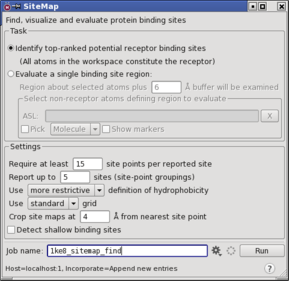 SiteMap
Find, visualize and evaluate protein binding sites
Task
Identify top-ranked potential receptor binding sites
(All atoms in the workspace constitute the receptor)
Evaluate a single binding site region:
Region about selected atoms plus 6 Å buffer will be examined
Select non-receptor atoms defining region to evaluate
ASL: X
Pick Molecule Show markers
Settings
Require at least 15 site points per reported site
Report up to 5 sites (site-point groupings)
Use more restrictive definition of hydrophobicity
Use standard grid
Crop site maps at 4 Å from nearest site point
Detect shallow binding sites
Job name: 1ke8_sitemap_find Run
Host=localhost:1, Incorporate=Append new entries ?